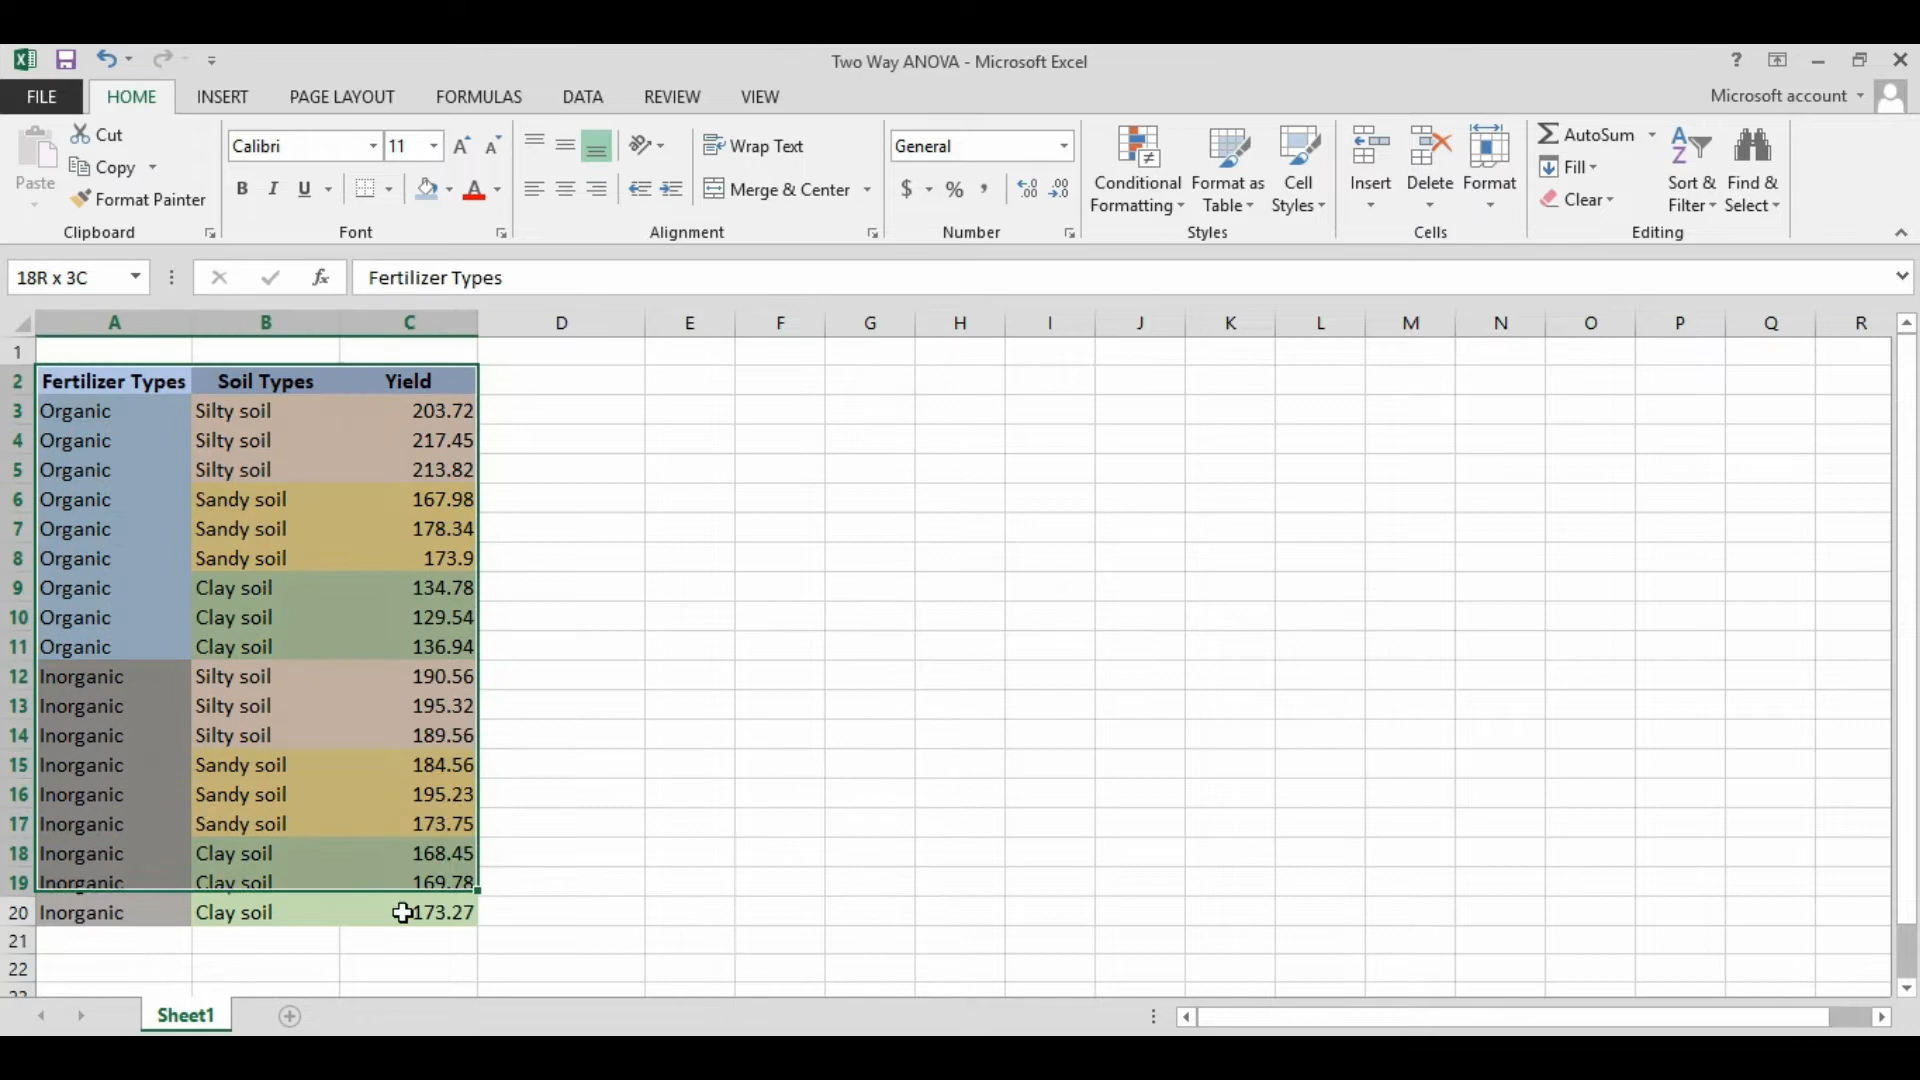 Two Way ANOVA - Microsoft Excel
?
FILE HOME INSERT PAGE LAYOUT FORMULAS DATA REVIEW VIEW Microsoft account
Paste Cut Copy Format Painter Clipboard
Calibri 11 A A B I U A Font
Wrap Text Merge & Center Alignment
General $ % , Number
Conditional Formatting Format as Table Cell Styles Styles
Insert Delete Format Cells
AutoSum Fill Clear Sort & Filter Find & Select Editing
18R x 3C fx Fertilizer Types
A B C D E F G H I J K L M N O P Q R
1
2 Fertilizer Types Soil Types Yield
3 Organic Silty soil 203.72
4 Organic Silty soil 217.45
5 Organic Silty soil 213.82
6 Organic Sandy soil 167.98
7 Organic Sandy soil 178.34
8 Organic Sandy soil 173.9
9 Organic Clay soil 134.78
10 Organic Clay soil 129.54
11 Organic Clay soil 136.94
12 Inorganic Silty soil 190.56
13 Inorganic Silty soil 195.32
14 Inorganic Silty soil 189.56
15 Inorganic Sandy soil 184.56
16 Inorganic Sandy soil 195.23
17 Inorganic Sandy soil 173.75
18 Inorganic Clay soil 168.45
19 Inorganic Clay soil 169.78
20 Inorganic Clay soil 173.27
21
22
23
Sheet1